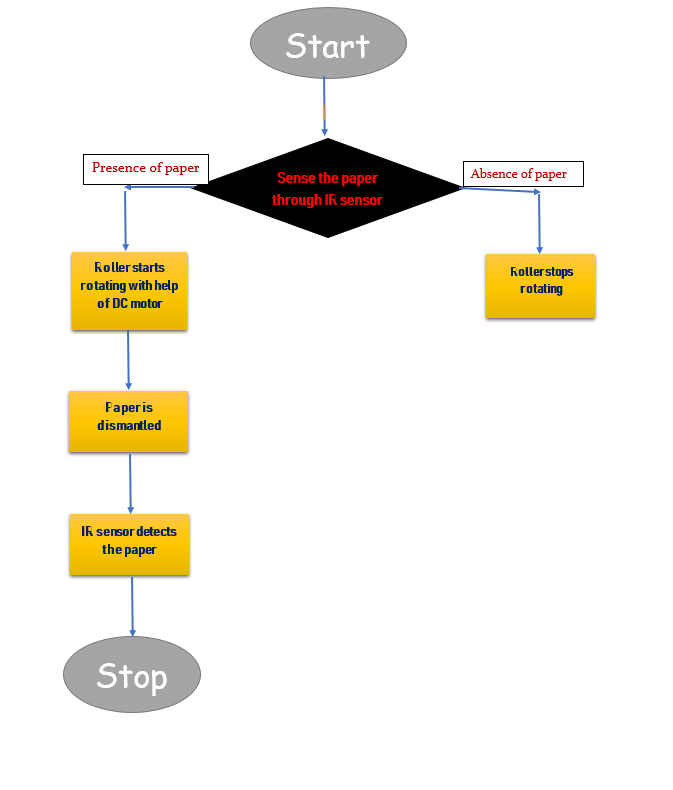 Start
Presence of paper
Absence of paper
Sense the paper
through IR sensor
Roller starts
rotating with help
of DC motor
Roller stops
rotating
Paper is
dismantled
IR sensor detects
the paper
Stop